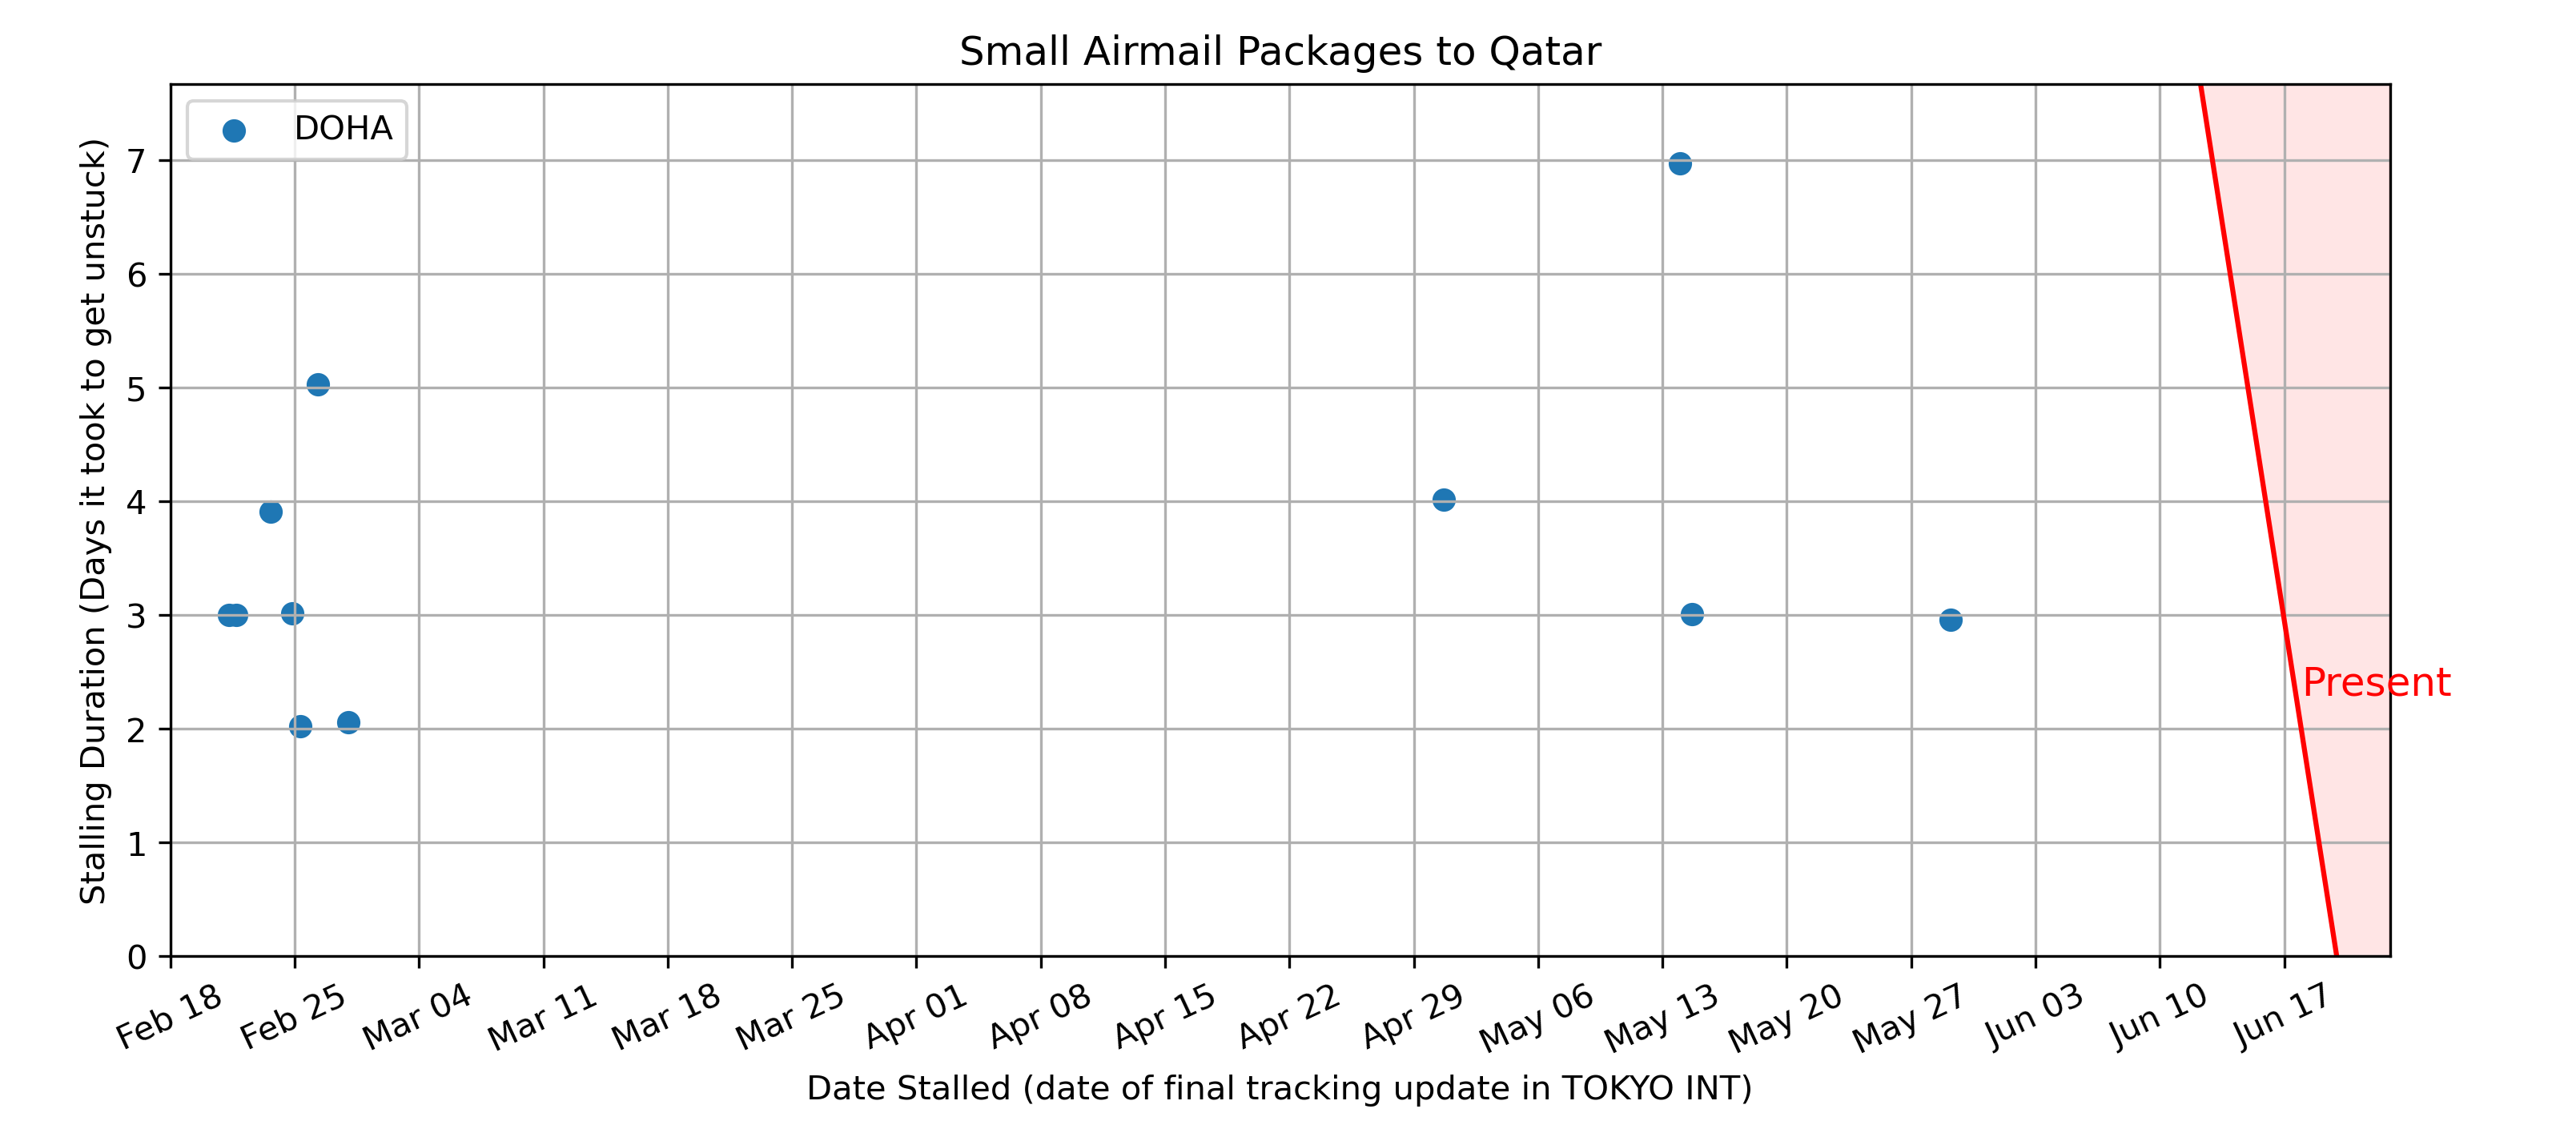 Small Airmail Packages to Qatar
DOHA
Stalling Duration (Days it took to get unstuck)
7
6
5
4
3
2
1
0
Present
Feb 18
Feb 25
Mar 04
Mar 11
Mar 18
Mar 25
Apr 01
Apr 08
Apr 15
Apr 22
Apr 29
May 06
May 13
May 20
May 27
Jun 03
Jun 10
Jun 17
Date Stalled (date of final tracking update in TOKYO INT)